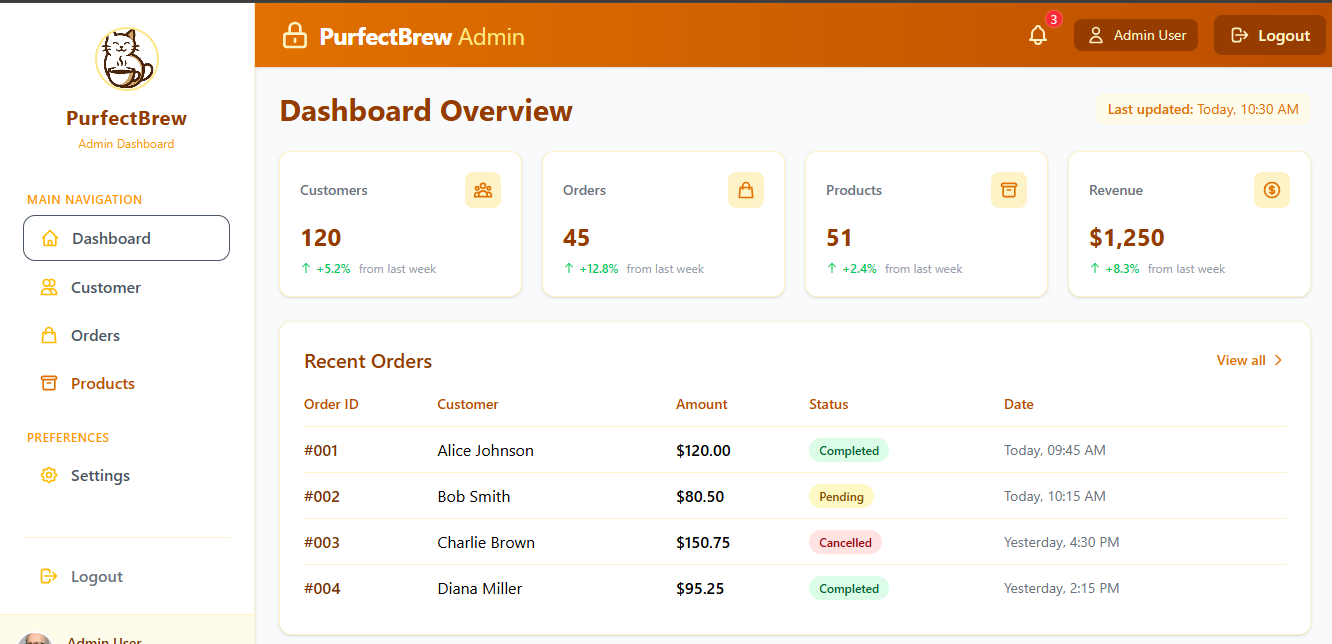 PurfectBrew
Admin Dashboard
MAIN NAVIGATION
Dashboard
Customer
Orders
Products
PREFERENCES
Settings
Logout
Admin User
PurfectBrew Admin
3
Admin User
Logout
Dashboard Overview
Last updated: Today, 10:30 AM
Customers
120
↑ +5.2% from last week
Orders
45
↑ +12.8% from last week
Products
51
↑ +2.4% from last week
Revenue
$
$1,250
↑ +8.3% from last week
Recent Orders
View all
Order ID Customer Amount Status Date
#001 Alice Johnson $120.00 Completed Today, 09:45 AM
#002 Bob Smith $80.50 Pending Today, 10:15 AM
#003 Charlie Brown $150.75 Cancelled Yesterday, 4:30 PM
#004 Diana Miller $95.25 Completed Yesterday, 2:15 PM